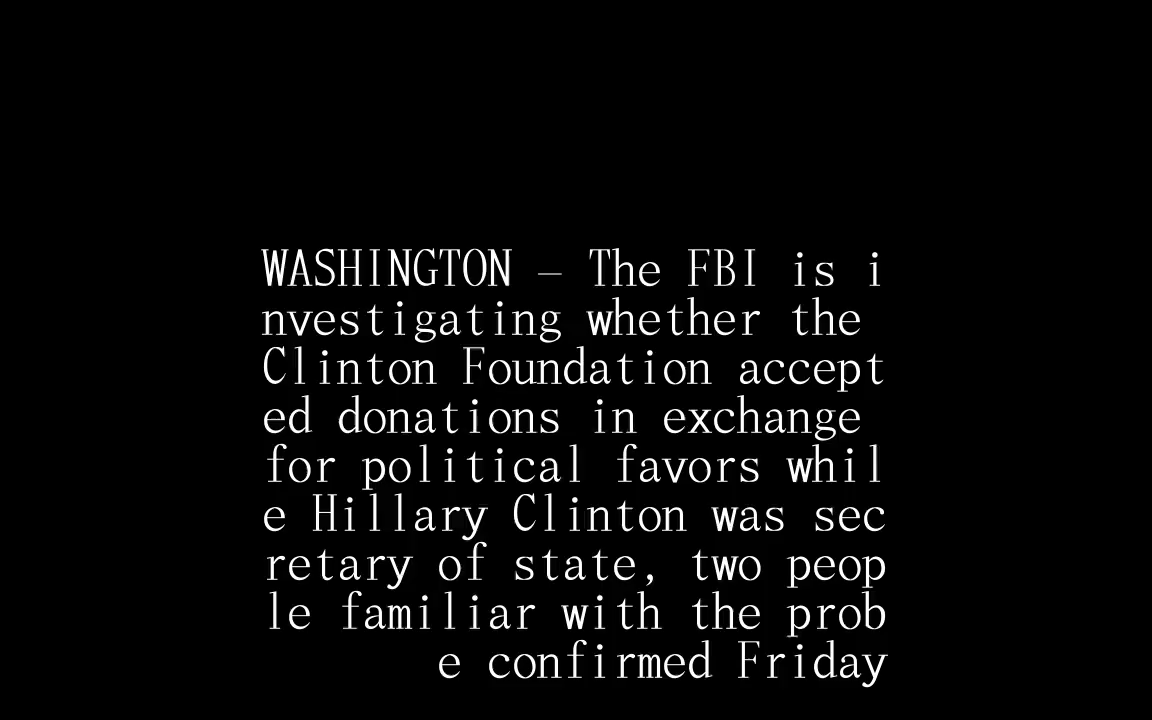 WASHINGTON — The FBI is i
nvestigating whether the
Clinton Foundation accept
ed donations in exchange
for political favors whil
e Hillary Clinton was sec
retary of state, two peop
le familiar with the prob
e confirmed Friday